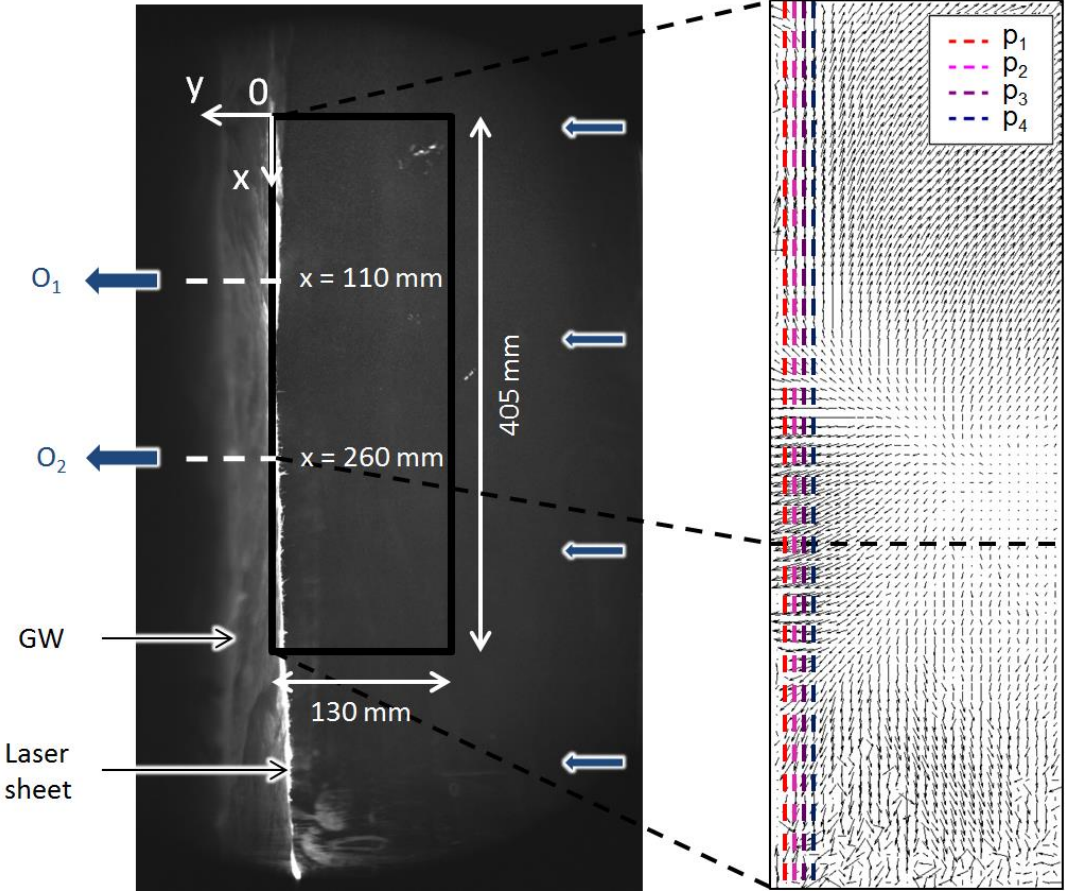 y
0
x
O₁
x = 110 mm
405 mm
O₂
x = 260 mm
GW
130 mm
Laser
sheet
p₁
p₂
p₃
p₄